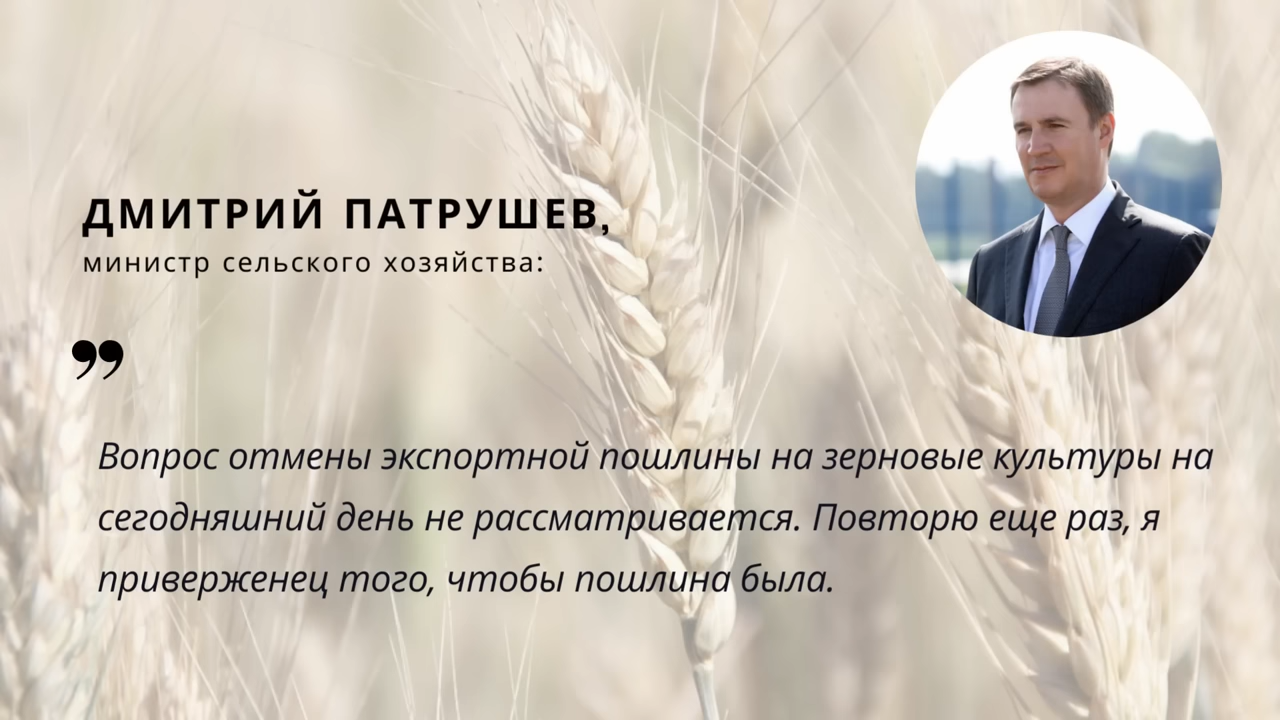 ДМИТРИЙ ПАТРУШЕВ,
министр сельского хозяйства:
”
Вопрос отмены экспортной пошлины на зерновые культуры на
сегодняшний день не рассматривается. Повторю еще раз, я
приверженец того, чтобы пошлина была.